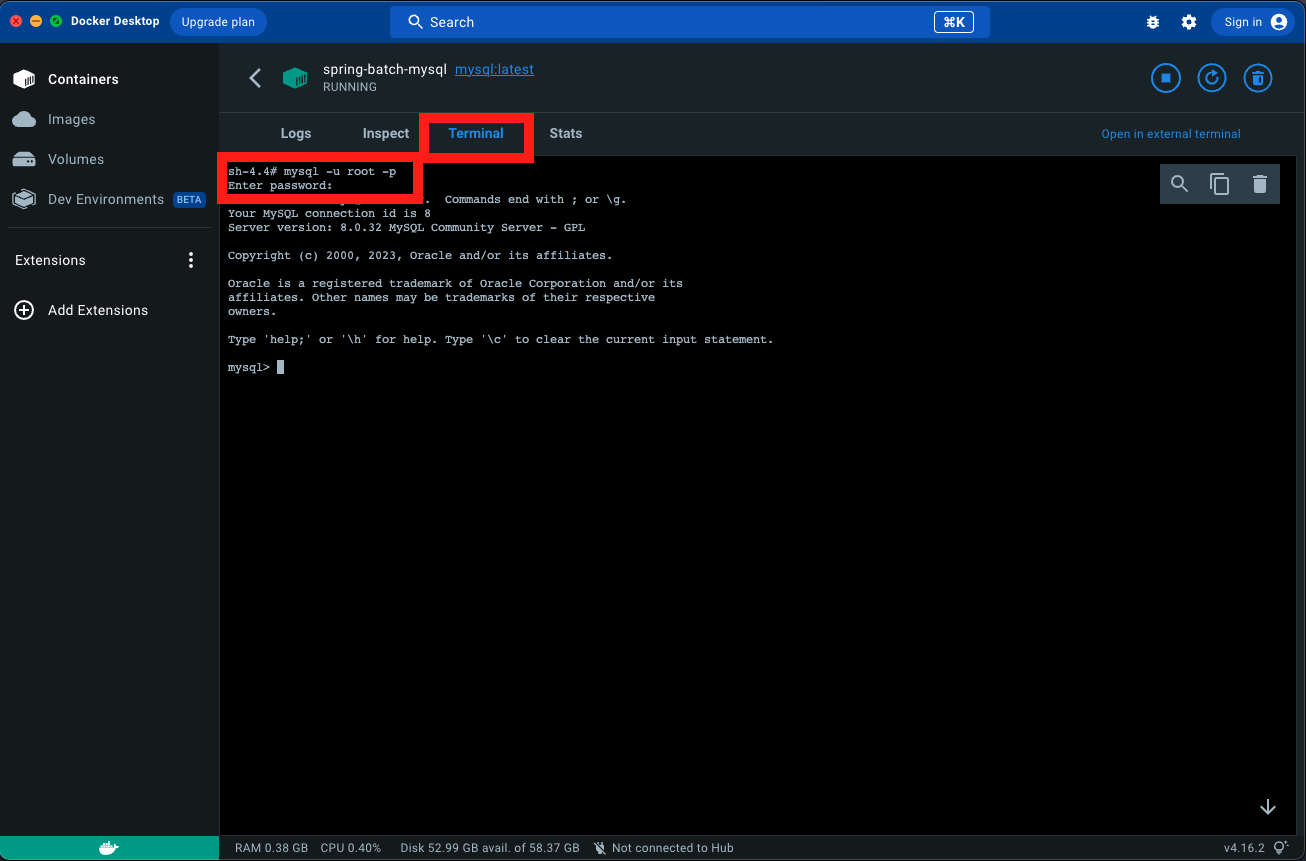 Docker Desktop
Upgrade plan
Search
⌘K
Sign in
Containers
Images
Volumes
Dev Environments BETA
Extensions
Add Extensions
spring-batch-mysql mysql:latest
RUNNING
Logs Inspect Terminal Stats
Open in external terminal
sh-4.4# mysql -u root -p
Enter password:
. Commands end with ; or \g.
Your MySQL connection id is 8
Server version: 8.0.32 MySQL Community Server - GPL
Copyright (c) 2000, 2023, Oracle and/or its affiliates.
Oracle is a registered trademark of Oracle Corporation and/or its
affiliates. Other names may be trademarks of their respective
owners.
Type 'help;' or '\h' for help. Type '\c' to clear the current input statement.
mysql>
RAM 0.38 GB CPU 0.40% Disk 52.99 GB avail. of 58.37 GB Not connected to Hub
v4.16.2